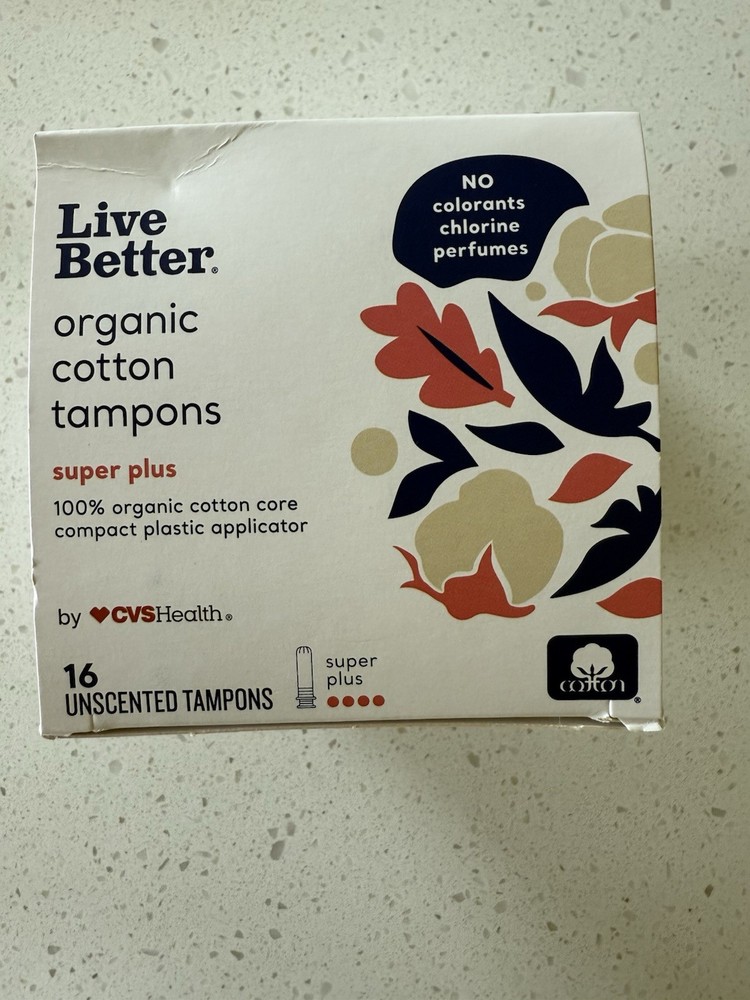 NO
colorants
chlorine
perfumes
Live
Better®
organic
cotton
tampons
super plus
100% organic cotton core
compact plastic applicator
by CVSHealth®
16
UNSCENTED TAMPONS
super
plus
cotton®